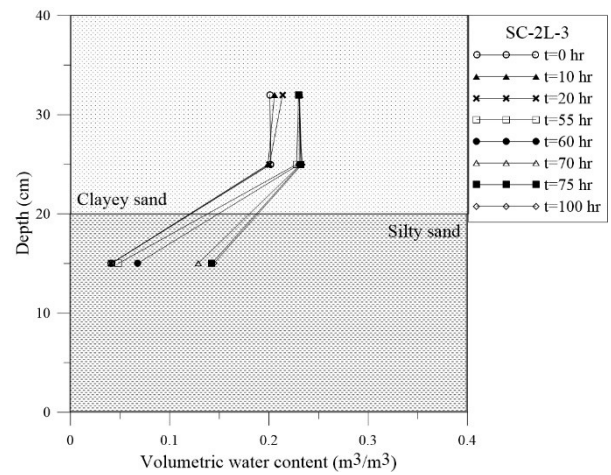 SC-2L-3
t=0 hr
t=10 hr
t=20 hr
t=55 hr
t=60 hr
t=70 hr
t=75 hr
t=100 hr
40
30
20
10
0
Depth (cm)
Clayey sand
Silty sand
0 0.1 0.2 0.3 0.4
Volumetric water content (m³/m³)